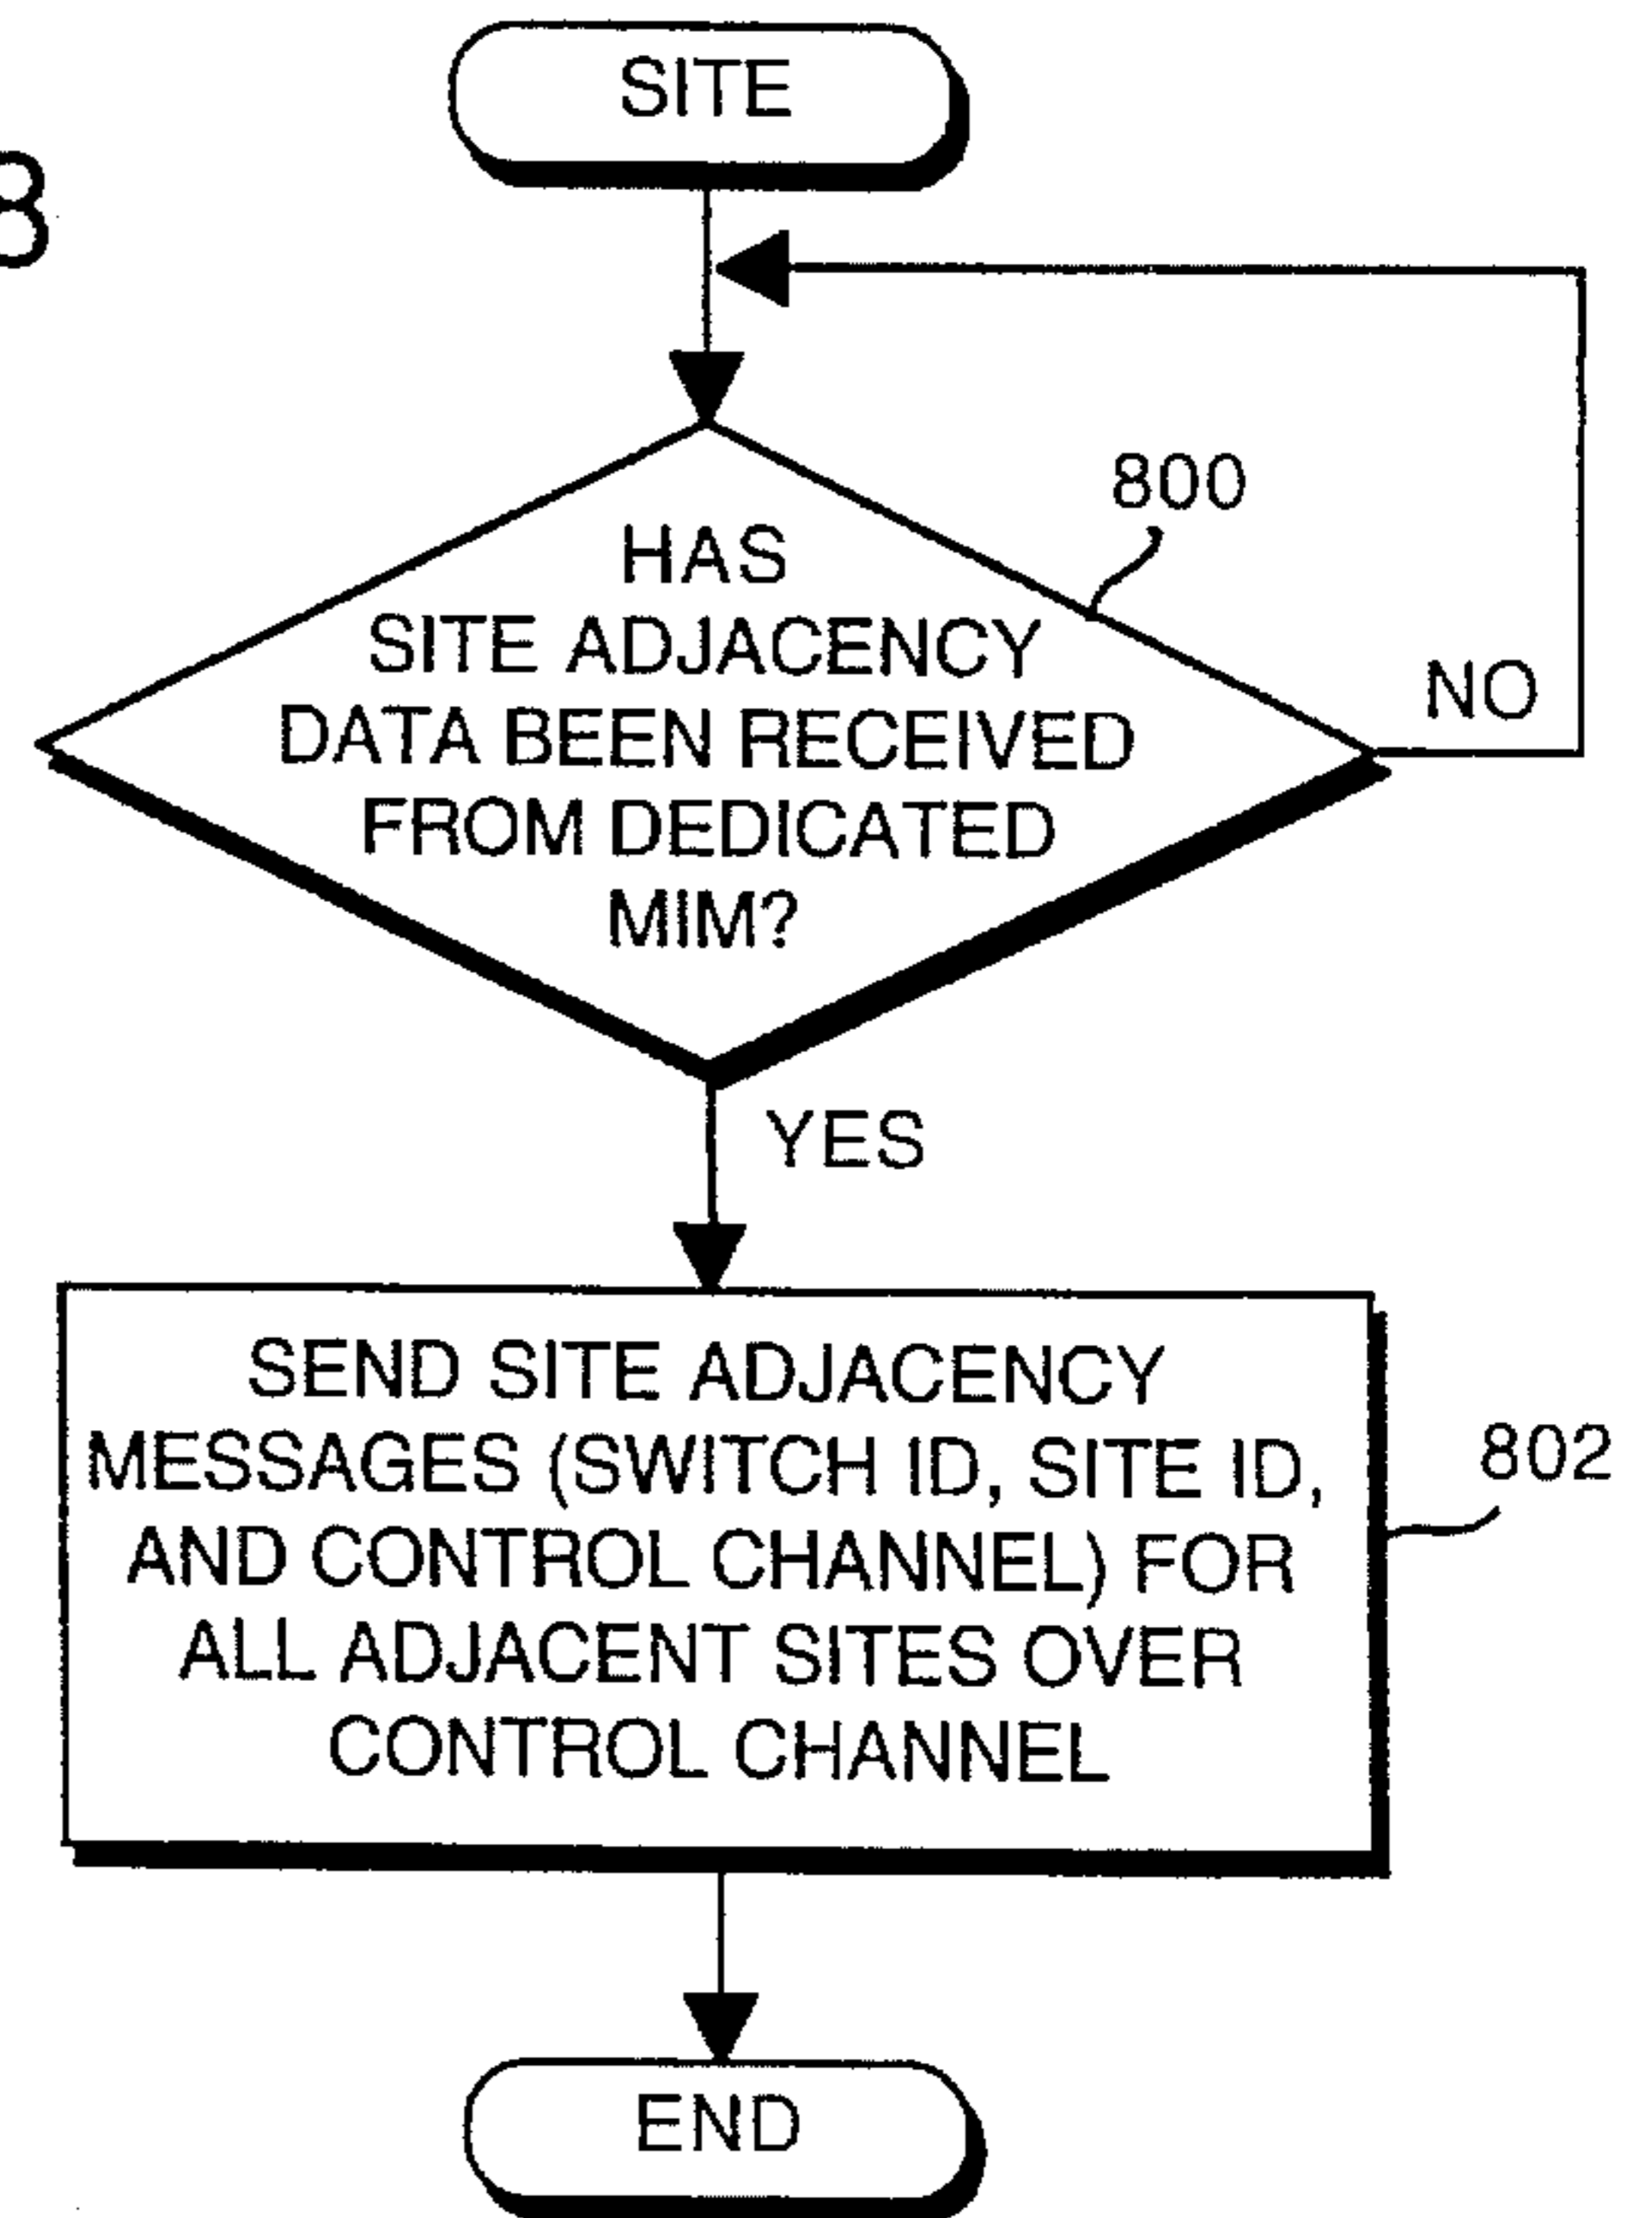 SITE
8
800
HAS
SITE ADJACENCY
DATA BEEN RECEIVED
FROM DEDICATED
MIM?
NO
YES
SEND SITE ADJACENCY
MESSAGES (SWITCH ID, SITE ID,
AND CONTROL CHANNEL) FOR
ALL ADJACENT SITES OVER
CONTROL CHANNEL
802
END